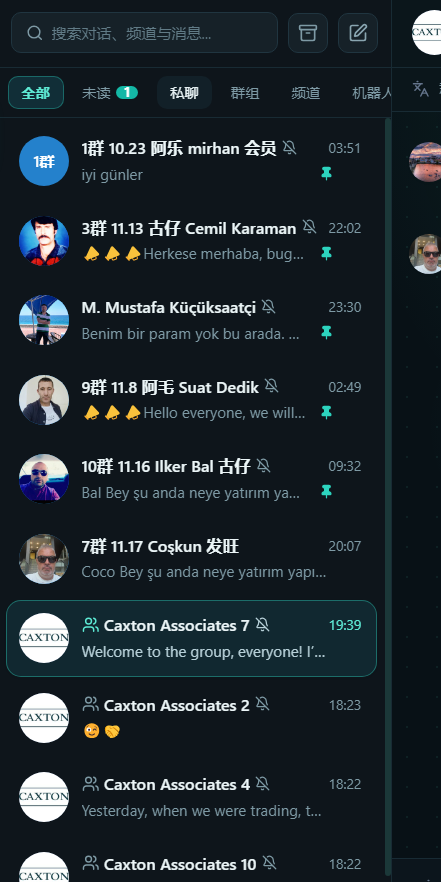 搜索对话、频道与消息...
全部
未读 1
私聊
群组
频道
机器人
1群
1群 10.23 阿乐 mirhan 会员
03:51
iyi günler
3群 11.13 古仔 Cemil Karaman
22:02
Herkese merhaba, bug...
M. Mustafa Küçüksaatçi
23:30
Benim bir param yok bu arada. ...
9群 11.8 阿毛 Suat Dedik
02:49
Hello everyone, we will...
10群 11.16 Ilker Bal 古仔
09:32
Bal Bey şu anda neye yatırım ya...
7群 11.17 Coşkun 发旺
20:07
Coco Bey şu anda neye yatırım yapı...
CAXTON
Caxton Associates 7
19:39
Welcome to the group, everyone! I'...
CAXTON
Caxton Associates 2
18:23
CAXTON
Caxton Associates 4
18:22
Yesterday, when we were trading, t...
CAXTON
Caxton Associates 10
18:22